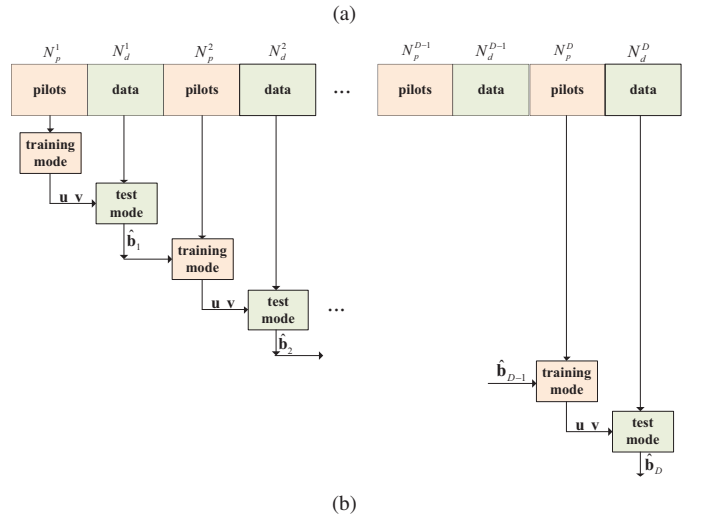 (a)
N_p^1 N_d^1 N_p^2 N_d^2 N_p^{D-1} N_d^{D-1} N_p^D N_d^D
pilots data pilots data ... pilots data pilots data
training
mode
u v
test
mode
b̂_1
training
mode
u v
test
mode
...
b̂_2
b̂_{D-1}
training
mode
u v
test
mode
b̂_D
(b)